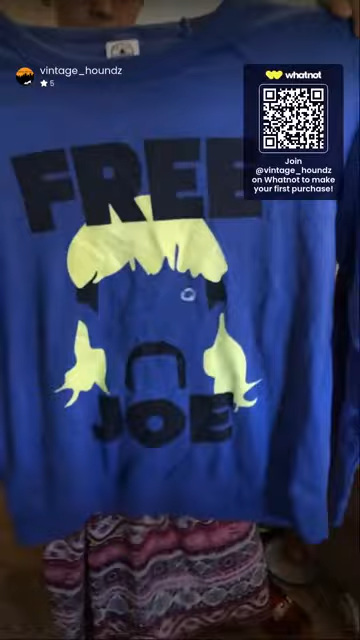 vintage_houndz
★ 5
whatnot
Join
@vintage_houndz
on Whatnot to make
your first purchase!
FREE
JOE